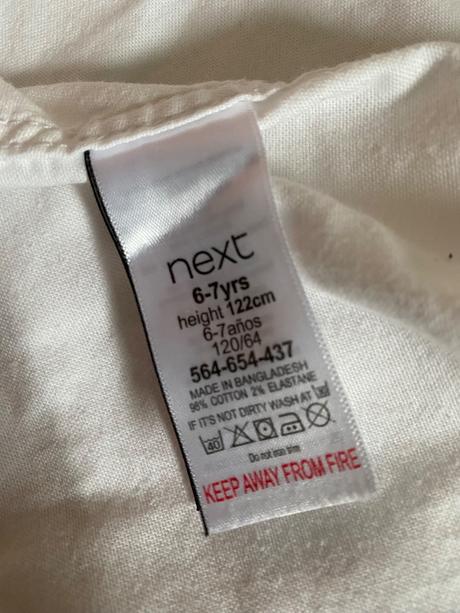 next
6-7yrs
height 122cm
6-7años
120/64
564-654-437
MADE IN BANGLADESH
98% COTTON 2% ELASTANE
IF IT'S NOT DIRTY WASH AT
40
Do not iron trim
KEEP AWAY FROM FIRE